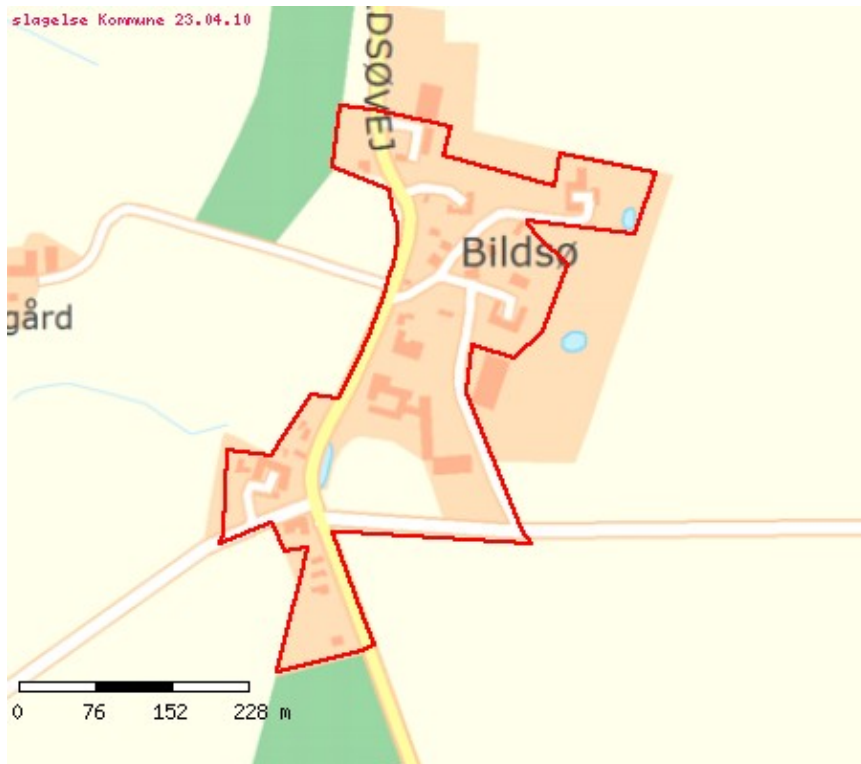 slagelse Kommune 23.04.10
DSØVEJ
Bildsø
gård
0 76 152 228 m